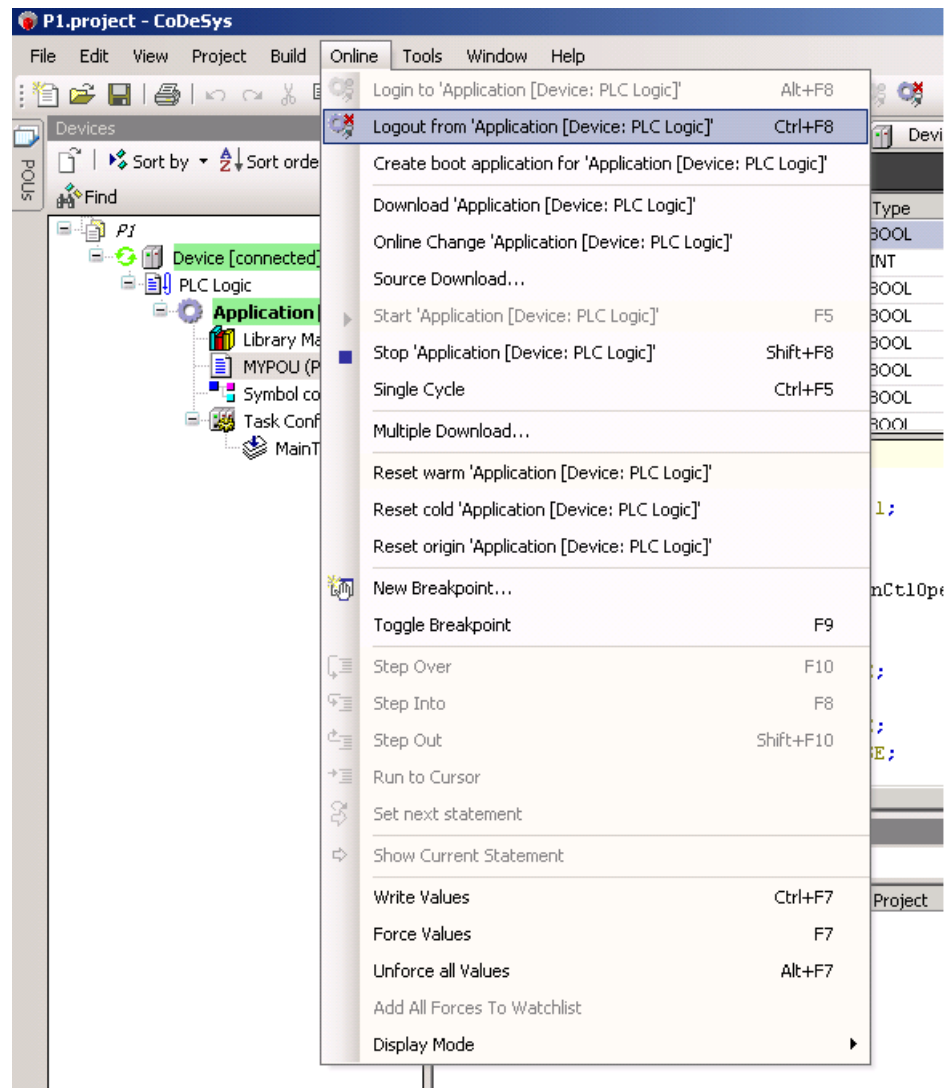 P1.project - CoDeSys
File Edit View Project Build Online Tools Window Help
Devices
Sort by Sort orde
Find
POUs
P1
Device [connected]
PLC Logic
Application
Library Ma
MYPOU (P
Symbol co
Task Conf
MainT
Login to 'Application [Device: PLC Logic]' Alt+F8
Logout from 'Application [Device: PLC Logic]' Ctrl+F8
Create boot application for 'Application [Device: PLC Logic]'
Download 'Application [Device: PLC Logic]'
Online Change 'Application [Device: PLC Logic]'
Source Download...
Start 'Application [Device: PLC Logic]' F5
Stop 'Application [Device: PLC Logic]' Shift+F8
Single Cycle Ctrl+F5
Multiple Download...
Reset warm 'Application [Device: PLC Logic]'
Reset cold 'Application [Device: PLC Logic]'
Reset origin 'Application [Device: PLC Logic]'
New Breakpoint...
Toggle Breakpoint F9
Step Over F10
Step Into F8
Step Out Shift+F10
Run to Cursor
Set next statement
Show Current Statement
Write Values Ctrl+F7
Force Values F7
Unforce all Values Alt+F7
Add All Forces To Watchlist
Display Mode
Devi
Type
BOOL
INT
BOOL
BOOL
BOOL
BOOL
BOOL
BOOL
1;
nCtlOpe
;
;
E;
Project